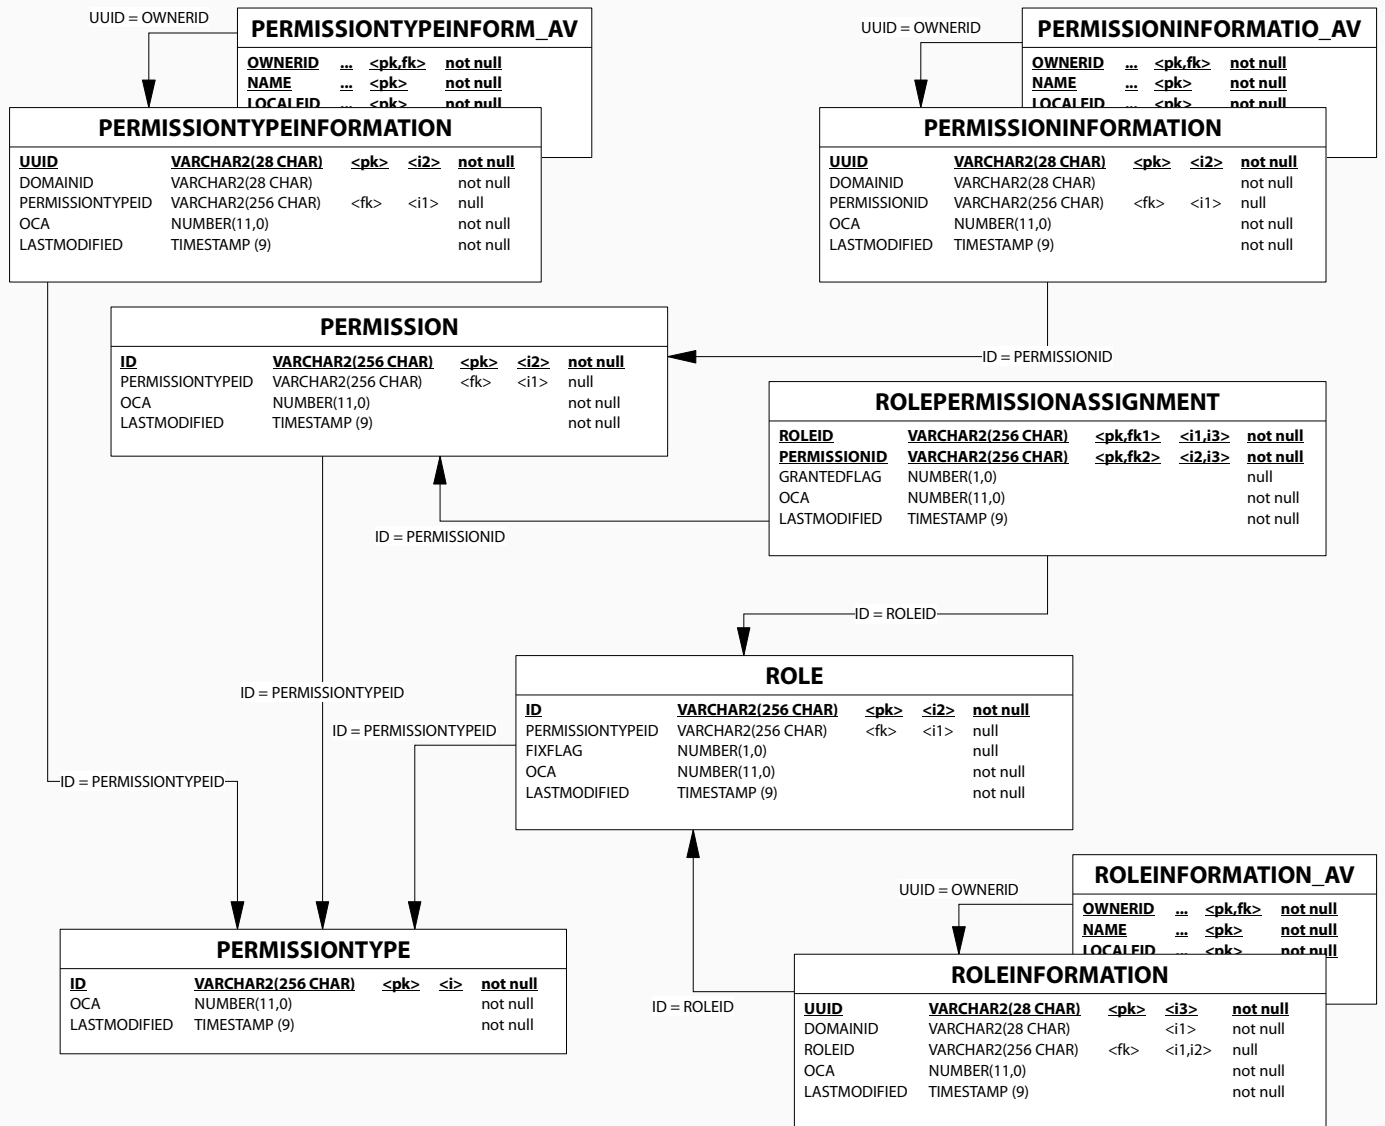 UUID = OWNERID
PERMISSIONTYPEINFORM_AV
OWNERID ... <pk,fk> not null
NAME ... <pk> not null
LOCALEID ... <pk> not null
PERMISSIONTYPEINFORMATION
UUID VARCHAR2(28 CHAR) <pk> <i2> not null
DOMAINID VARCHAR2(28 CHAR) not null
PERMISSIONTYPEID VARCHAR2(256 CHAR) <fk> <i1> null
OCA NUMBER(11,0) not null
LASTMODIFIED TIMESTAMP (9) not null
UUID = OWNERID
PERMISSIONINFORMATIO_AV
OWNERID ... <pk,fk> not null
NAME ... <pk> not null
LOCALEID ... <pk> not null
PERMISSIONINFORMATION
UUID VARCHAR2(28 CHAR) <pk> <i2> not null
DOMAINID VARCHAR2(28 CHAR) not null
PERMISSIONID VARCHAR2(256 CHAR) <fk> <i1> null
OCA NUMBER(11,0) not null
LASTMODIFIED TIMESTAMP (9) not null
PERMISSION
ID VARCHAR2(256 CHAR) <pk> <i2> not null
PERMISSIONTYPEID VARCHAR2(256 CHAR) <fk> <i1> null
OCA NUMBER(11,0) not null
LASTMODIFIED TIMESTAMP (9) not null
ID = PERMISSIONID
ROLEPERMISSIONASSIGNMENT
ROLEID VARCHAR2(256 CHAR) <pk,fk1> <i1,i3> not null
PERMISSIONID VARCHAR2(256 CHAR) <pk,fk2> <i2,i3> not null
GRANTEDFLAG NUMBER(1,0) null
OCA NUMBER(11,0) not null
LASTMODIFIED TIMESTAMP (9) not null
ID = PERMISSIONID
ID = ROLEID
ROLE
ID VARCHAR2(256 CHAR) <pk> <i2> not null
PERMISSIONTYPEID VARCHAR2(256 CHAR) <fk> <i1> null
FIXFLAG NUMBER(1,0) null
OCA NUMBER(11,0) not null
LASTMODIFIED TIMESTAMP (9) not null
ID = PERMISSIONTYPEID
ID = PERMISSIONTYPEID
ID = PERMISSIONTYPEID
UUID = OWNERID
ROLEINFORMATION_AV
OWNERID ... <pk,fk> not null
NAME ... <pk> not null
LOCALEID ... <pk> not null
PERMISSIONTYPE
ID VARCHAR2(256 CHAR) <pk> <i> not null
OCA NUMBER(11,0) not null
LASTMODIFIED TIMESTAMP (9) not null
ID = ROLEID
ROLEINFORMATION
UUID VARCHAR2(28 CHAR) <pk> <i3> not null
DOMAINID VARCHAR2(28 CHAR) <i1> not null
ROLEID VARCHAR2(256 CHAR) <fk> <i1,i2> null
OCA NUMBER(11,0) not null
LASTMODIFIED TIMESTAMP (9) not null